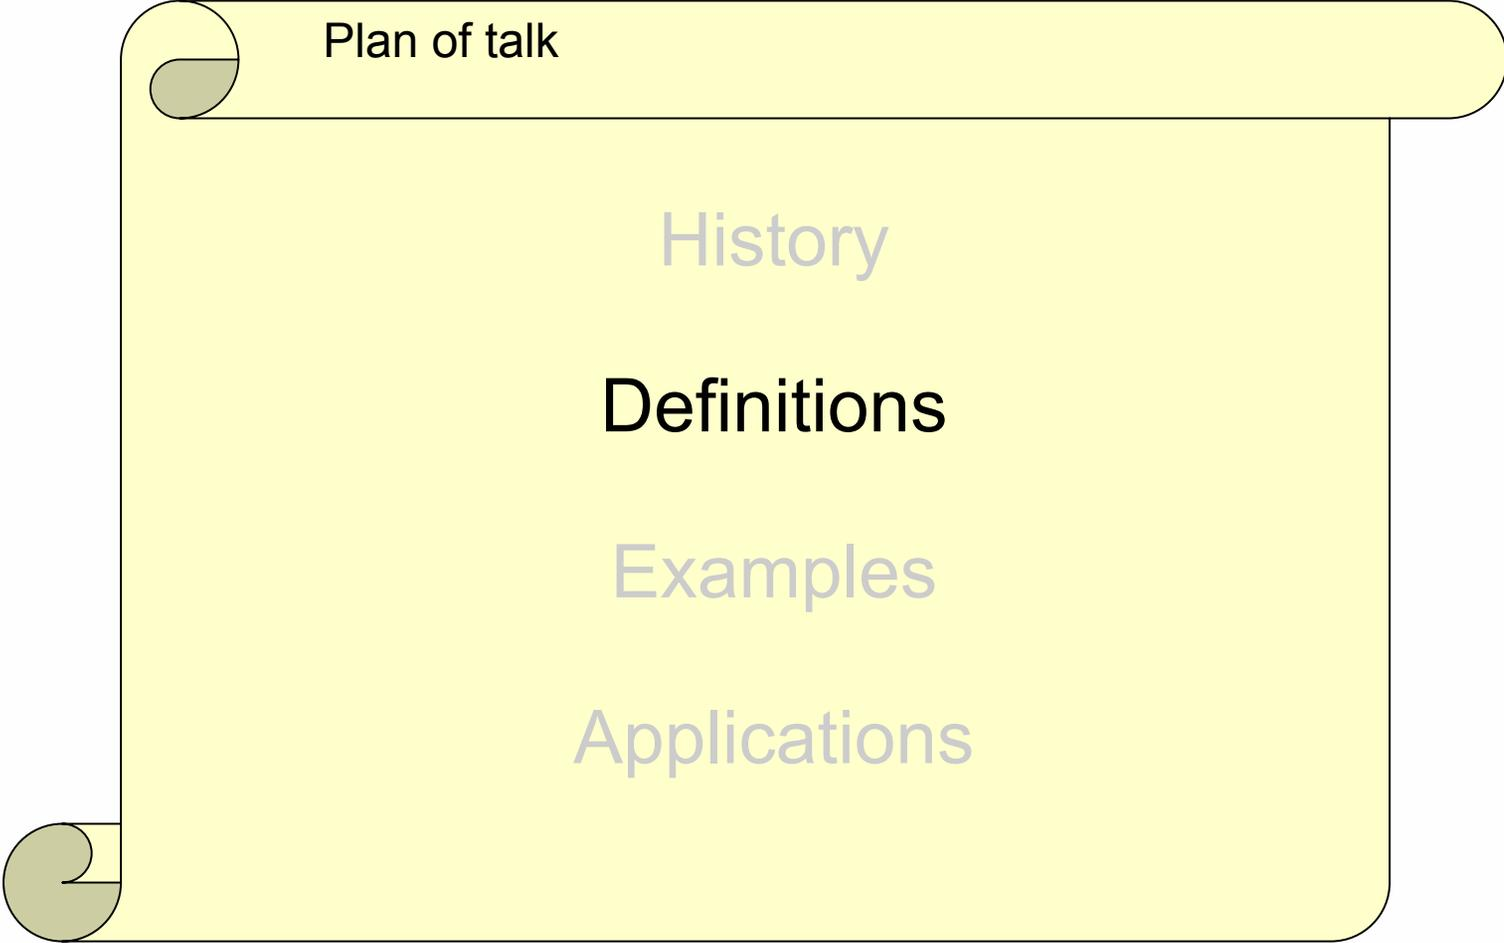 Plan of talk
History
Definitions
Examples
Applications